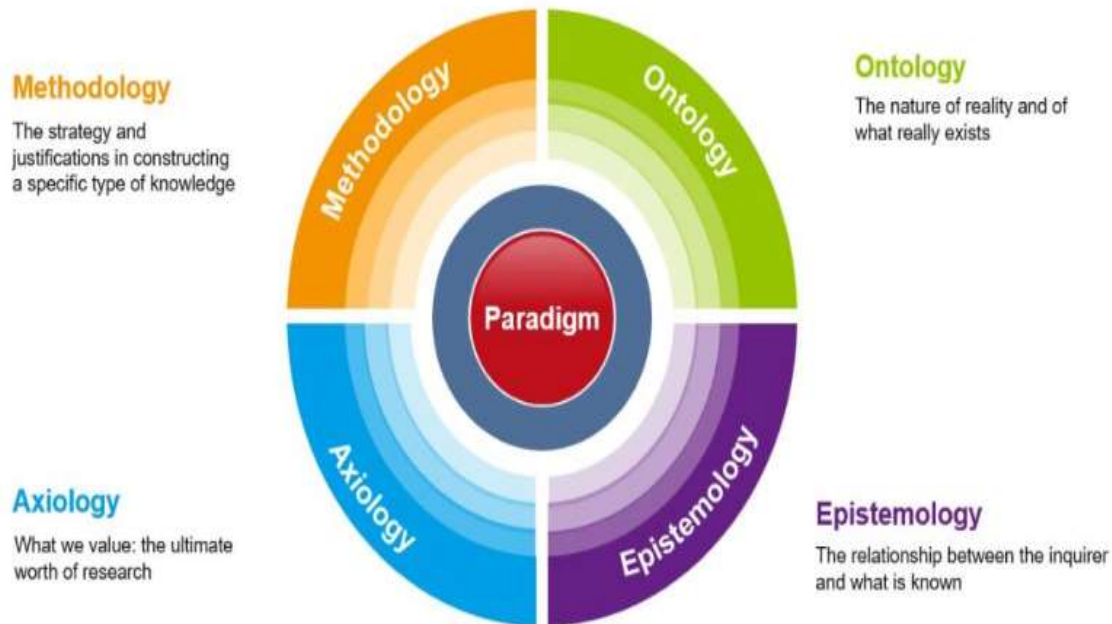 Methodology
The strategy and
justifications in constructing
a specific type of knowledge
Methodology
Ontology
Ontology
The nature of reality and of
what really exists
Paradigm
Axiology
What we value: the ultimate
worth of research
Axiology
Epistemology
Epistemology
The relationship between the inquirer
and what is known